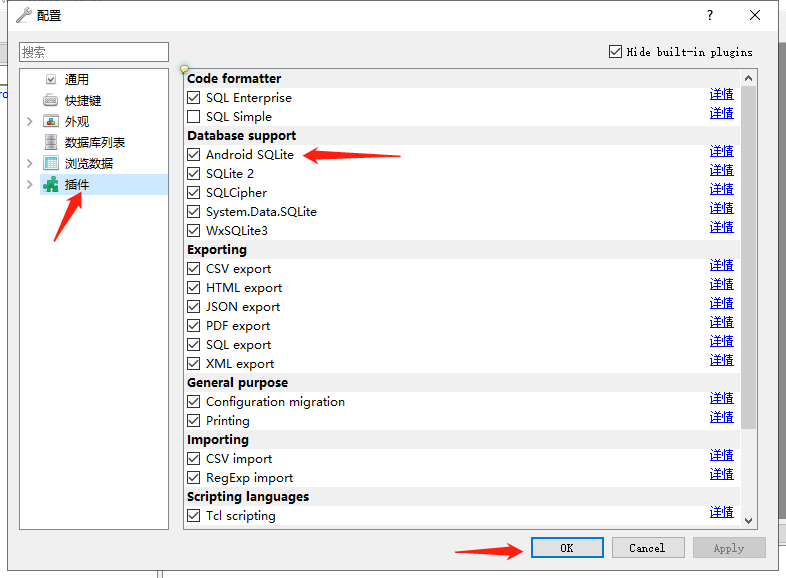 配置
?
搜索
Hide built-in plugins
通用
快捷键
外观
数据库列表
浏览数据
插件
Code formatter
SQL Enterprise 详情
SQL Simple 详情
Database support
Android SQLite 详情
SQLite 2 详情
SQLCipher 详情
System.Data.SQLite 详情
WxSQLite3 详情
Exporting
CSV export 详情
HTML export 详情
JSON export 详情
PDF export 详情
SQL export 详情
XML export 详情
General purpose
Configuration migration 详情
Printing 详情
Importing
CSV import 详情
RegExp import 详情
Scripting languages
Tcl scripting 详情
OK Cancel Apply